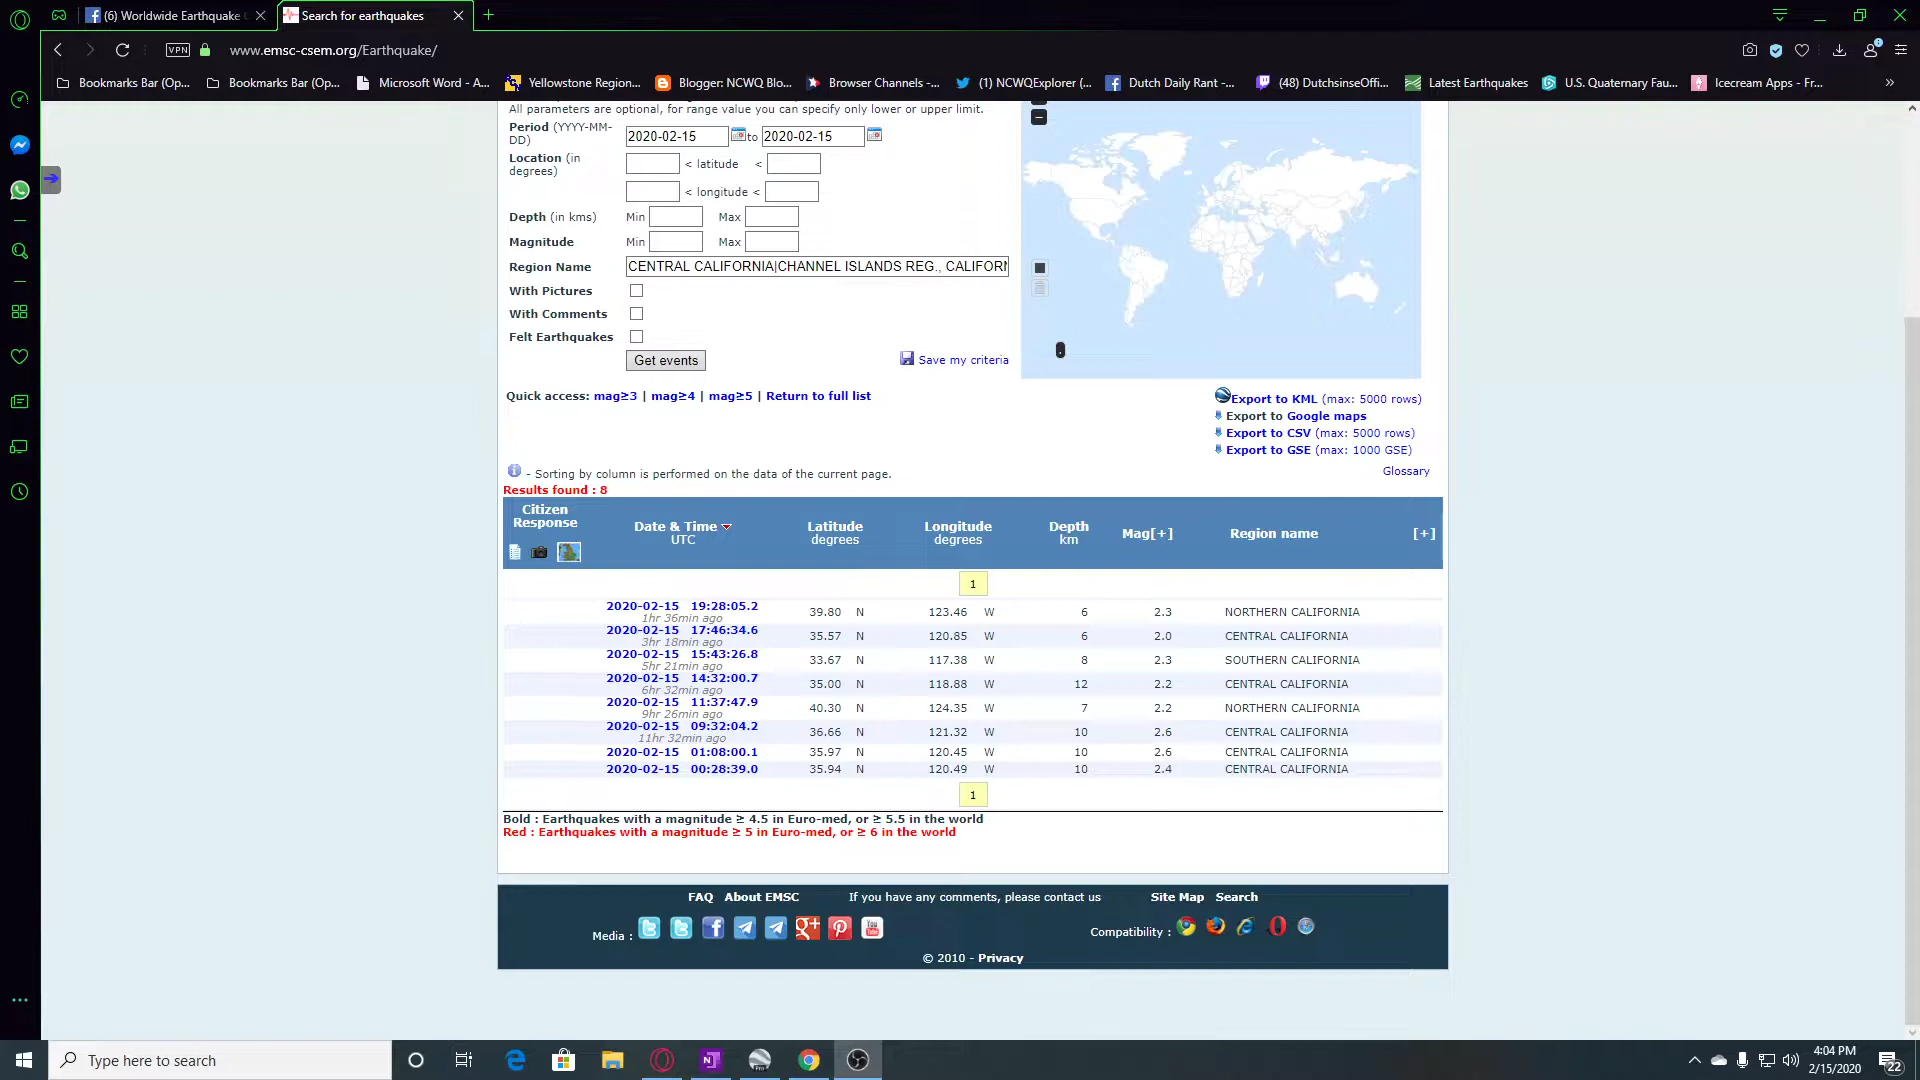 (6) Worldwide Earthquake
Search for earthquakes
VPN
www.emsc-csem.org/Earthquake/
Bookmarks Bar (Op...
Bookmarks Bar (Op...
Microsoft Word - A...
Yellowstone Region...
Blogger: NCWQ Blo...
Browser Channels -...
(1) NCWQExplorer (...
Dutch Daily Rant -...
(48) DutchsinseOffi...
Latest Earthquakes
U.S. Quaternary Fau...
Icecream Apps - Fr...
»
All parameters are optional, for range value you can specify only lower or upper limit.
Period (YYYY-MM-DD) 2020-02-15 to 2020-02-15
Location (in degrees) < latitude <
< longitude <
Depth (in kms) Min Max
Magnitude Min Max
Region Name CENTRAL CALIFORNIA|CHANNEL ISLANDS REG., CALIFORN
With Pictures
With Comments
Felt Earthquakes
Get events Save my criteria
Quick access: mag≥3 | mag≥4 | mag≥5 | Return to full list
Export to KML (max: 5000 rows)
Export to Google maps
Export to CSV (max: 5000 rows)
Export to GSE (max: 1000 GSE)
Glossary
- Sorting by column is performed on the data of the current page.
Results found : 8
Citizen Response Date & Time UTC Latitude degrees Longitude degrees Depth km Mag[+] Region name [+]
1
2020-02-15 19:28:05.2 39.80 N 123.46 W 6 2.3 NORTHERN CALIFORNIA
1hr 36min ago
2020-02-15 17:46:34.6 35.57 N 120.85 W 6 2.0 CENTRAL CALIFORNIA
3hr 18min ago
2020-02-15 15:43:26.8 33.67 N 117.38 W 8 2.3 SOUTHERN CALIFORNIA
5hr 21min ago
2020-02-15 14:32:00.7 35.00 N 118.88 W 12 2.2 CENTRAL CALIFORNIA
6hr 32min ago
2020-02-15 11:37:47.9 40.30 N 124.35 W 7 2.2 NORTHERN CALIFORNIA
9hr 26min ago
2020-02-15 09:32:04.2 36.66 N 121.32 W 10 2.6 CENTRAL CALIFORNIA
11hr 32min ago
2020-02-15 01:08:00.1 35.97 N 120.45 W 10 2.6 CENTRAL CALIFORNIA
2020-02-15 00:28:39.0 35.94 N 120.49 W 10 2.4 CENTRAL CALIFORNIA
1
Bold : Earthquakes with a magnitude ≥ 4.5 in Euro-med, or ≥ 5.5 in the world
Red : Earthquakes with a magnitude ≥ 5 in Euro-med, or ≥ 6 in the world
FAQ About EMSC If you have any comments, please contact us Site Map Search
Media : Compatibility :
© 2010 - Privacy
Type here to search
4:04 PM
2/15/2020
22